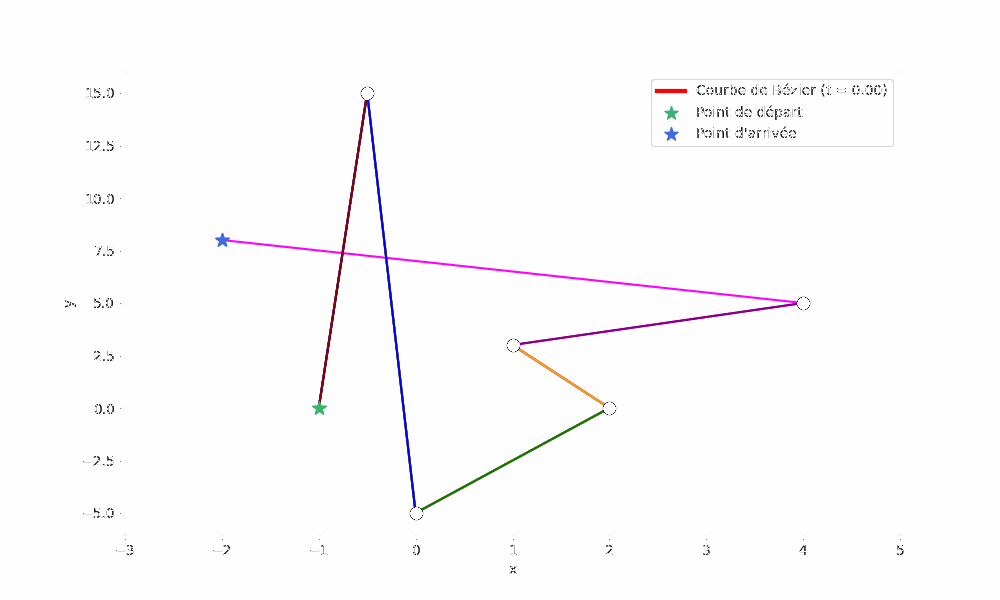 Courbe de Bézier (t = 0.00)
Point de départ
Point d'arrivée
15.0
12.5
10.0
7.5
5.0
2.5
0.0
−2.5
−5.0
y
−3 −2 −1 0 1 2 3 4 5
x